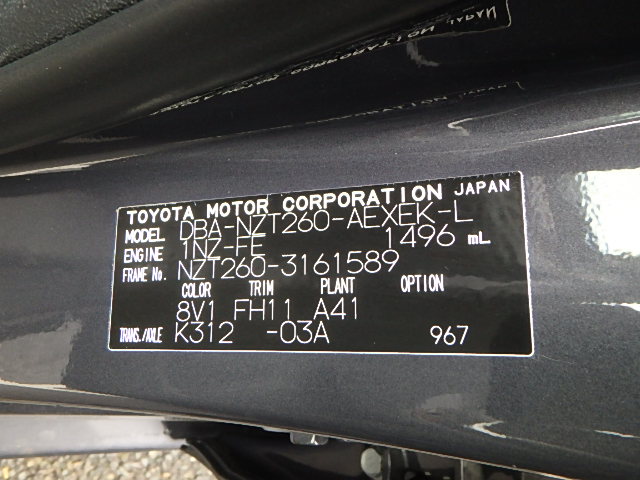 TOYOTA MOTOR CORPORATION JAPAN
MODEL DBA-NZT260-AEXEK-L
ENGINE 1NZ-FE 1496 mL
FRAME No. NZT260-3161589
COLOR TRIM PLANT OPTION
8V1 FH11 A41
TRANS./AXLE K312 -03A 967